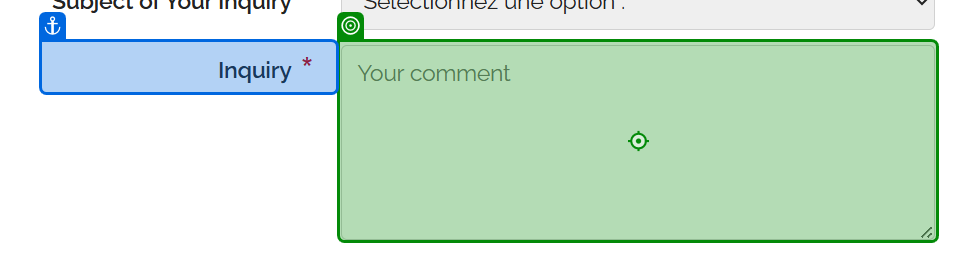 Subject of Your Inquiry
Sélectionnez une option :
Inquiry *
Your comment